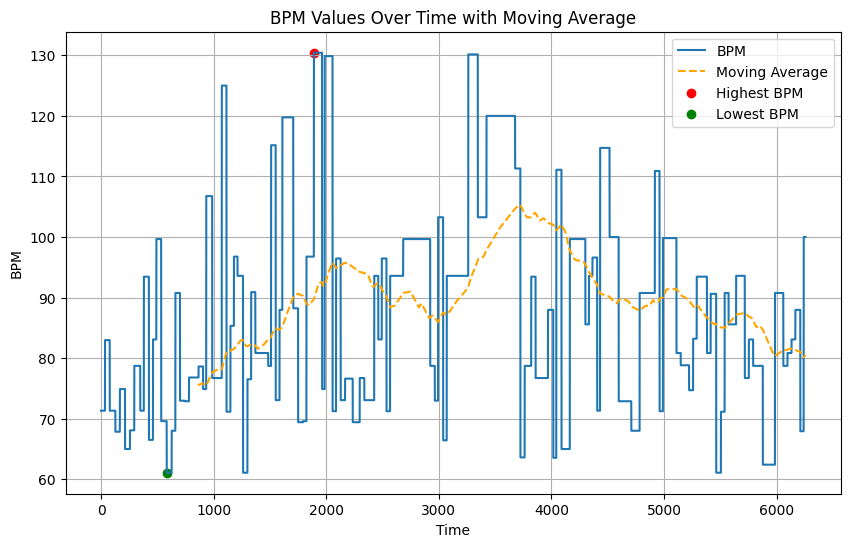 BPM Values Over Time with Moving Average
BPM
Moving Average
Highest BPM
Lowest BPM
130
120
110
100
90
80
70
60
BPM
0
1000
2000
3000
4000
5000
6000
Time